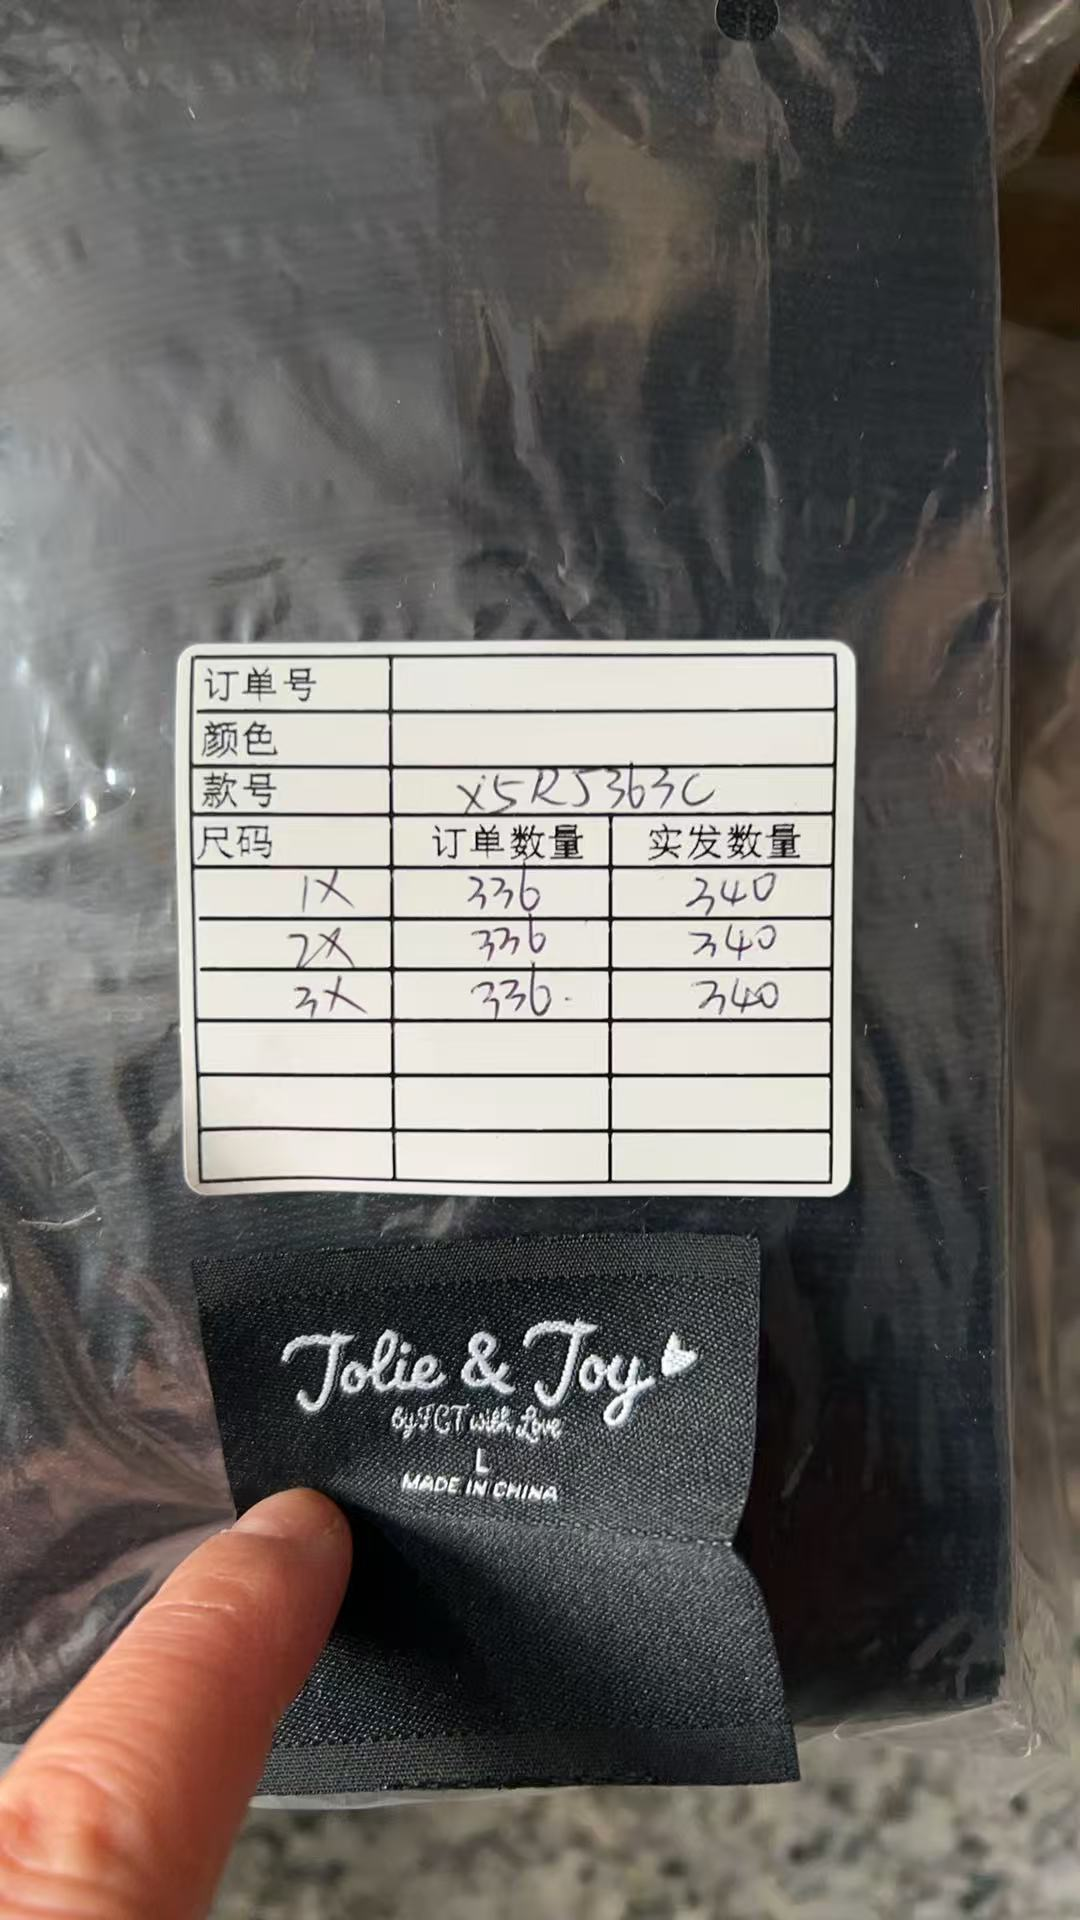 订单号
颜色
款号 X5R5363C
尺码 订单数量 实发数量
1X 336 340
2X 336 340
3X 336 340
Jolie & Joy
By FCT with Love
L
MADE IN CHINA